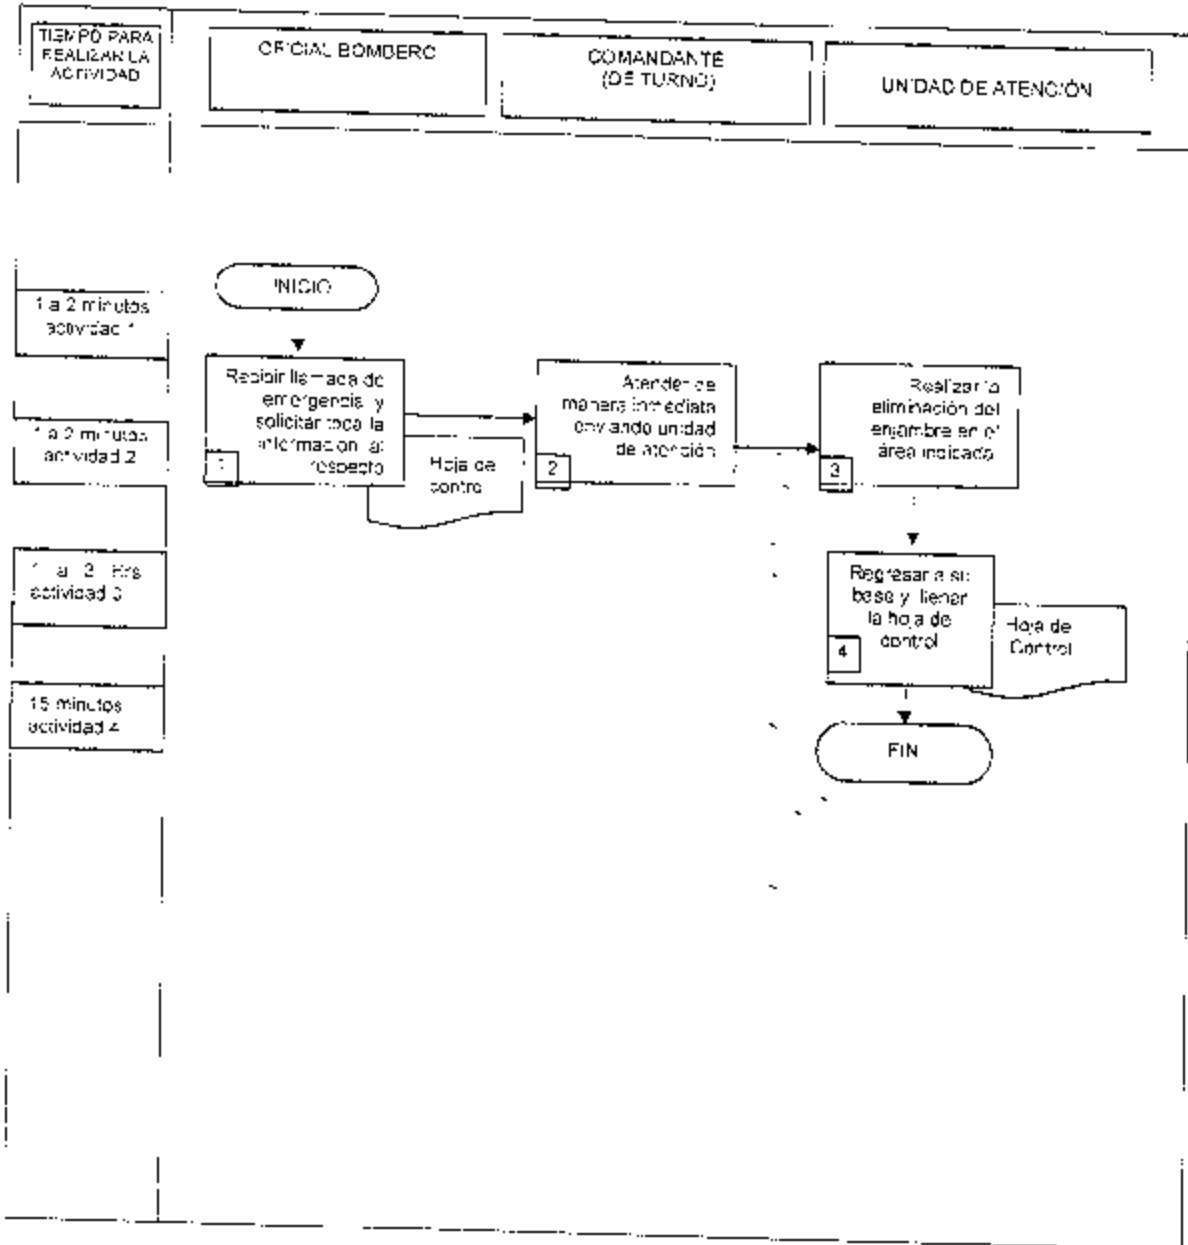 TIEMPO PARA
REALIZAR LA
ACTIVIDAD
OFICIAL BOMBERO
COMANDANTE
(DE TURNO)
UNIDAD DE ATENCIÓN
INICIO
1 a 2 minutos
actividad 1
Recibir llamada de
emergencia y
solicitar toda la
información al
respecto
1
Hoja de
control
Atender de
manera inmediata
enviando unidad
de atención
2
Realizar la
eliminación del
enjambre en el
área indicada
3
1 a 2 minutos
actividad 2
1 a Hrs
actividad 3
Regresar a su
base y llenar
la hoja de
control
4
Hoja de
Control
15 minutos
actividad 4
FIN